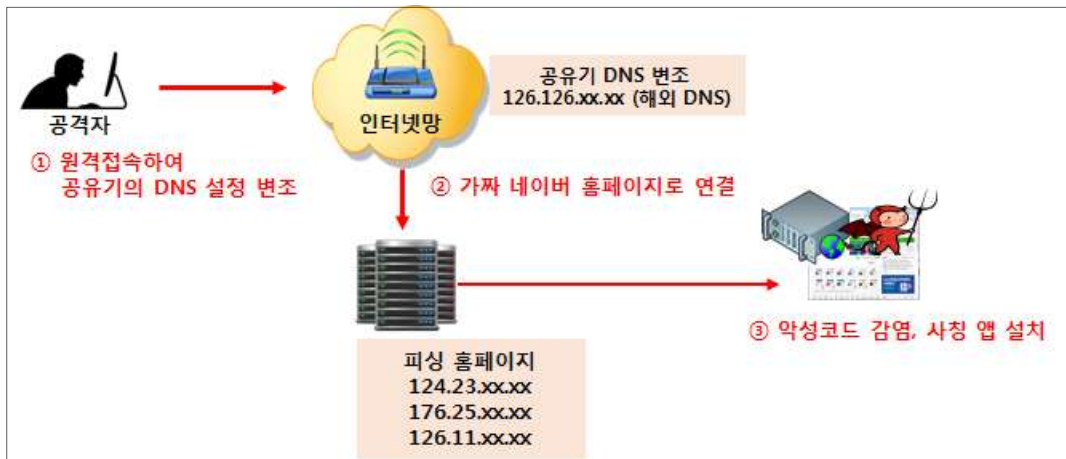 공격자
인터넷망
공유기 DNS 변조
126.126.xx.xx (해외 DNS)
① 원격접속하여
공유기의 DNS 설정 변조
② 가짜 네이버 홈페이지로 연결
③ 악성코드 감염, 사칭 앱 설치
피싱 홈페이지
124.23.xx.xx
176.25.xx.xx
126.11.xx.xx